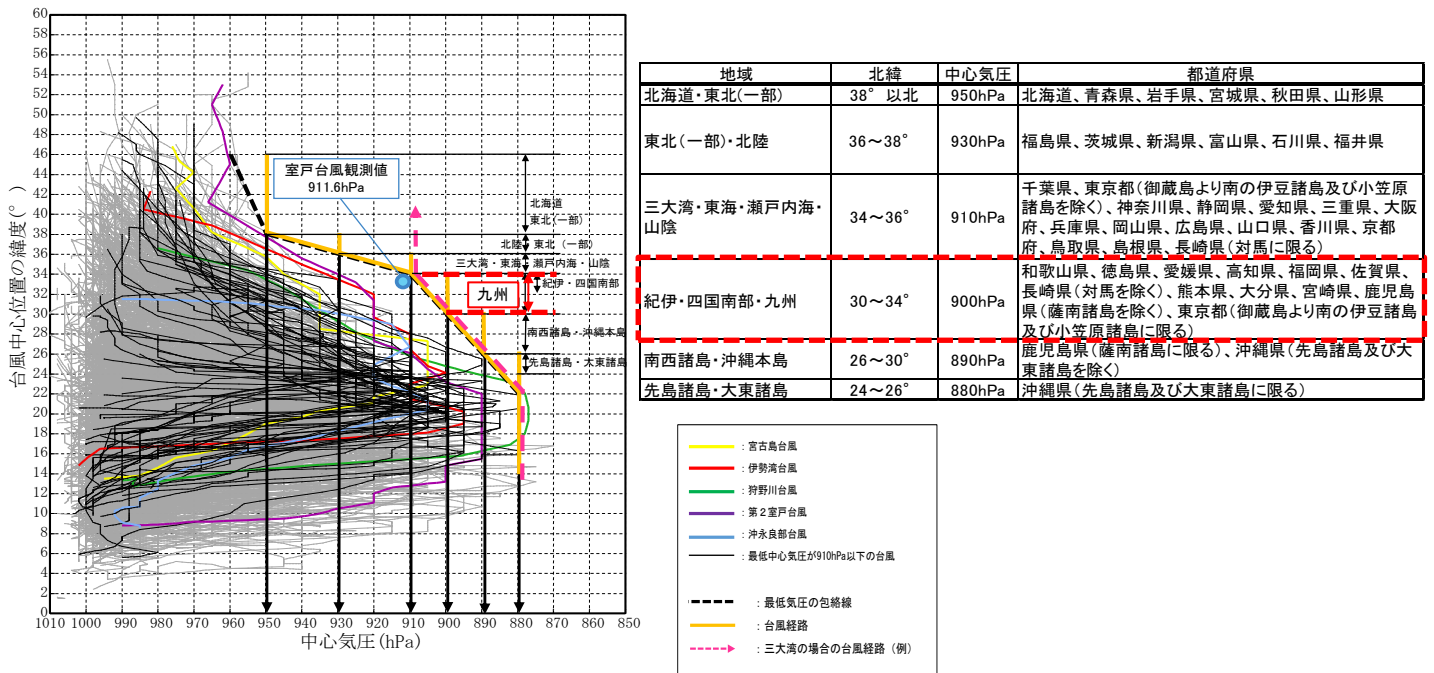 60
58
56
54
52
50
48
46
44
42
40
38
36
34
32
30
28
26
24
22
20
18
16
14
12
10
8
6
4
2
0
台風中心位置の緯度(°)
1010 1000 990 980 970 960 950 940 930 920 910 900 890 880 870 860 850
中心気圧(hPa)
室戸台風観測値
911.6hPa
北海道
東北(一部)
北陸・東北(一部)
三大湾・東海・瀬戸内海・山陰
紀伊・四国南部
九州
南西諸島・沖縄本島
先島諸島・大東諸島
地域 北緯 中心気圧 都道府県
北海道・東北(一部) 38° 以北 950hPa 北海道、青森県、岩手県、宮城県、秋田県、山形県
東北(一部)・北陸 36～38° 930hPa 福島県、茨城県、新潟県、富山県、石川県、福井県
三大湾・東海・瀬戸内海・
山陰
34～36° 910hPa
千葉県、東京都(御蔵島より南の伊豆諸島及び小笠原
諸島を除く)、神奈川県、静岡県、愛知県、三重県、大阪
府、兵庫県、岡山県、広島県、山口県、香川県、京都
府、鳥取県、島根県、長崎県(対馬に限る)
紀伊・四国南部・九州 30～34° 900hPa
和歌山県、徳島県、愛媛県、高知県、福岡県、佐賀県、
長崎県(対馬を除く)、熊本県、大分県、宮崎県、鹿児島
県(薩南諸島を除く)、東京都(御蔵島より南の伊豆諸島
及び小笠原諸島に限る)
南西諸島・沖縄本島 26～30° 890hPa
鹿児島県(薩南諸島に限る)、沖縄県(先島諸島及び大
東諸島を除く)
先島諸島・大東諸島 24～26° 880hPa 沖縄県(先島諸島及び大東諸島に限る)
：宮古島台風
：伊勢湾台風
：狩野川台風
：第２室戸台風
：沖永良部台風
：最低中心気圧が910hPa以下の台風
：最低気圧の包絡線
：台風経路
：三大湾の場合の台風経路（例）